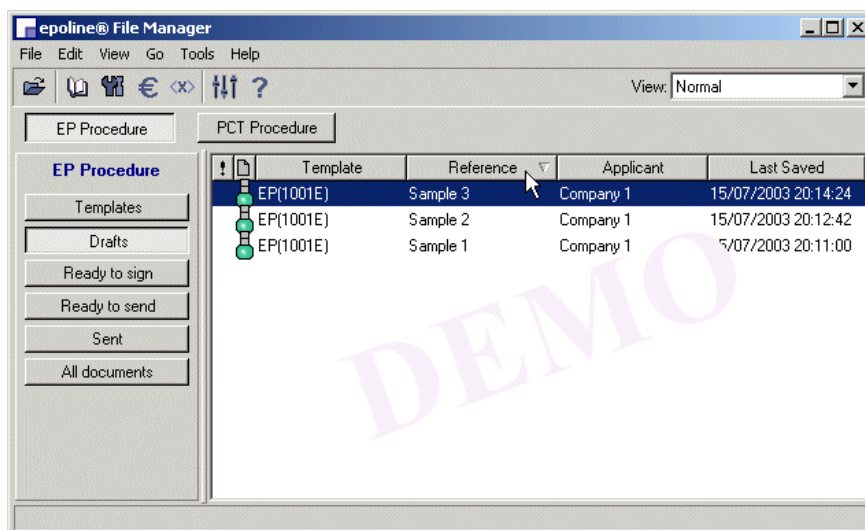 epoline® File Manager
File Edit View Go Tools Help
View: Normal
EP Procedure PCT Procedure
EP Procedure
Templates
Drafts
Ready to sign
Ready to send
Sent
All documents
! Template Reference Applicant Last Saved
EP(1001E) Sample 3 Company 1 15/07/2003 20:14:24
EP(1001E) Sample 2 Company 1 15/07/2003 20:12:42
EP(1001E) Sample 1 Company 1 5/07/2003 20:11:00
DEMO